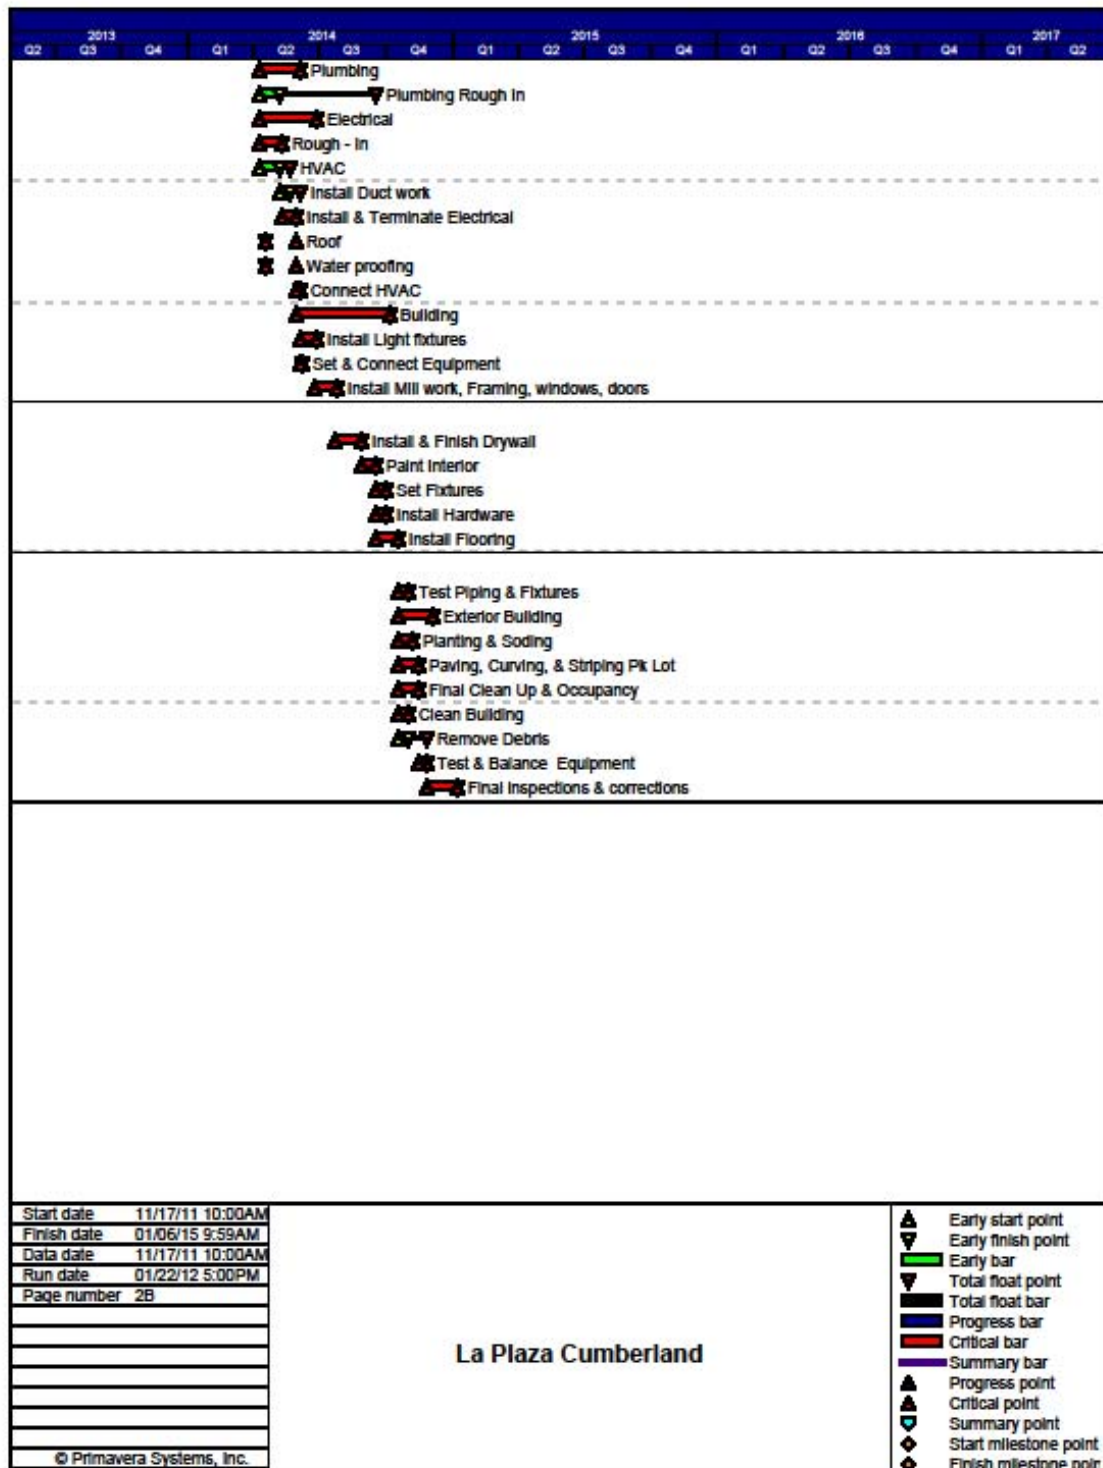 2013 2014 2015 2016 2017
Q2 Q3 Q4 Q1 Q2 Q3 Q4 Q1 Q2 Q3 Q4 Q1 Q2 Q3 Q4 Q1 Q2
Plumbing
Plumbing Rough In
Electrical
Rough - In
HVAC
Install Duct work
Install & Terminate Electrical
Roof
Water proofing
Connect HVAC
Building
Install Light fixtures
Set & Connect Equipment
Install Mill work, Framing, windows, doors
Install & Finish Drywall
Paint Interior
Set Fixtures
Install Hardware
Install Flooring
Test Piping & Fixtures
Exterior Building
Planting & Soding
Paving, Curving, & Striping Pk Lot
Final Clean Up & Occupancy
Clean Building
Remove Debris
Test & Balance Equipment
Final Inspections & corrections
Start date 11/17/11 10:00AM
Finish date 01/06/15 9:59AM
Data date 11/17/11 10:00AM
Run date 01/22/12 5:00PM
Page number 2B
© Primavera Systems, Inc.
La Plaza Cumberland
Early start point
Early finish point
Early bar
Total float point
Total float bar
Progress bar
Critical bar
Summary bar
Progress point
Critical point
Summary point
Start milestone point
Finish milestone poin